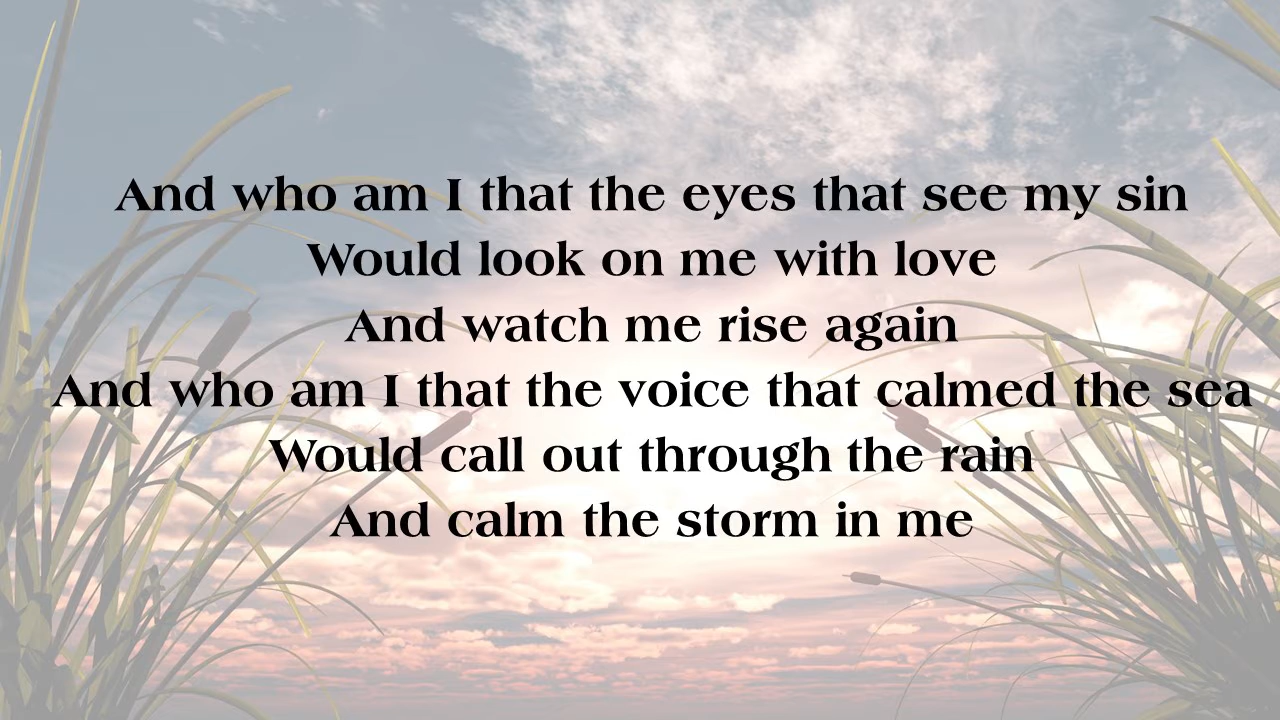 And who am I that the eyes that see my sin
Would look on me with love
And watch me rise again
And who am I that the voice that calmed the sea
Would call out through the rain
And calm the storm in me